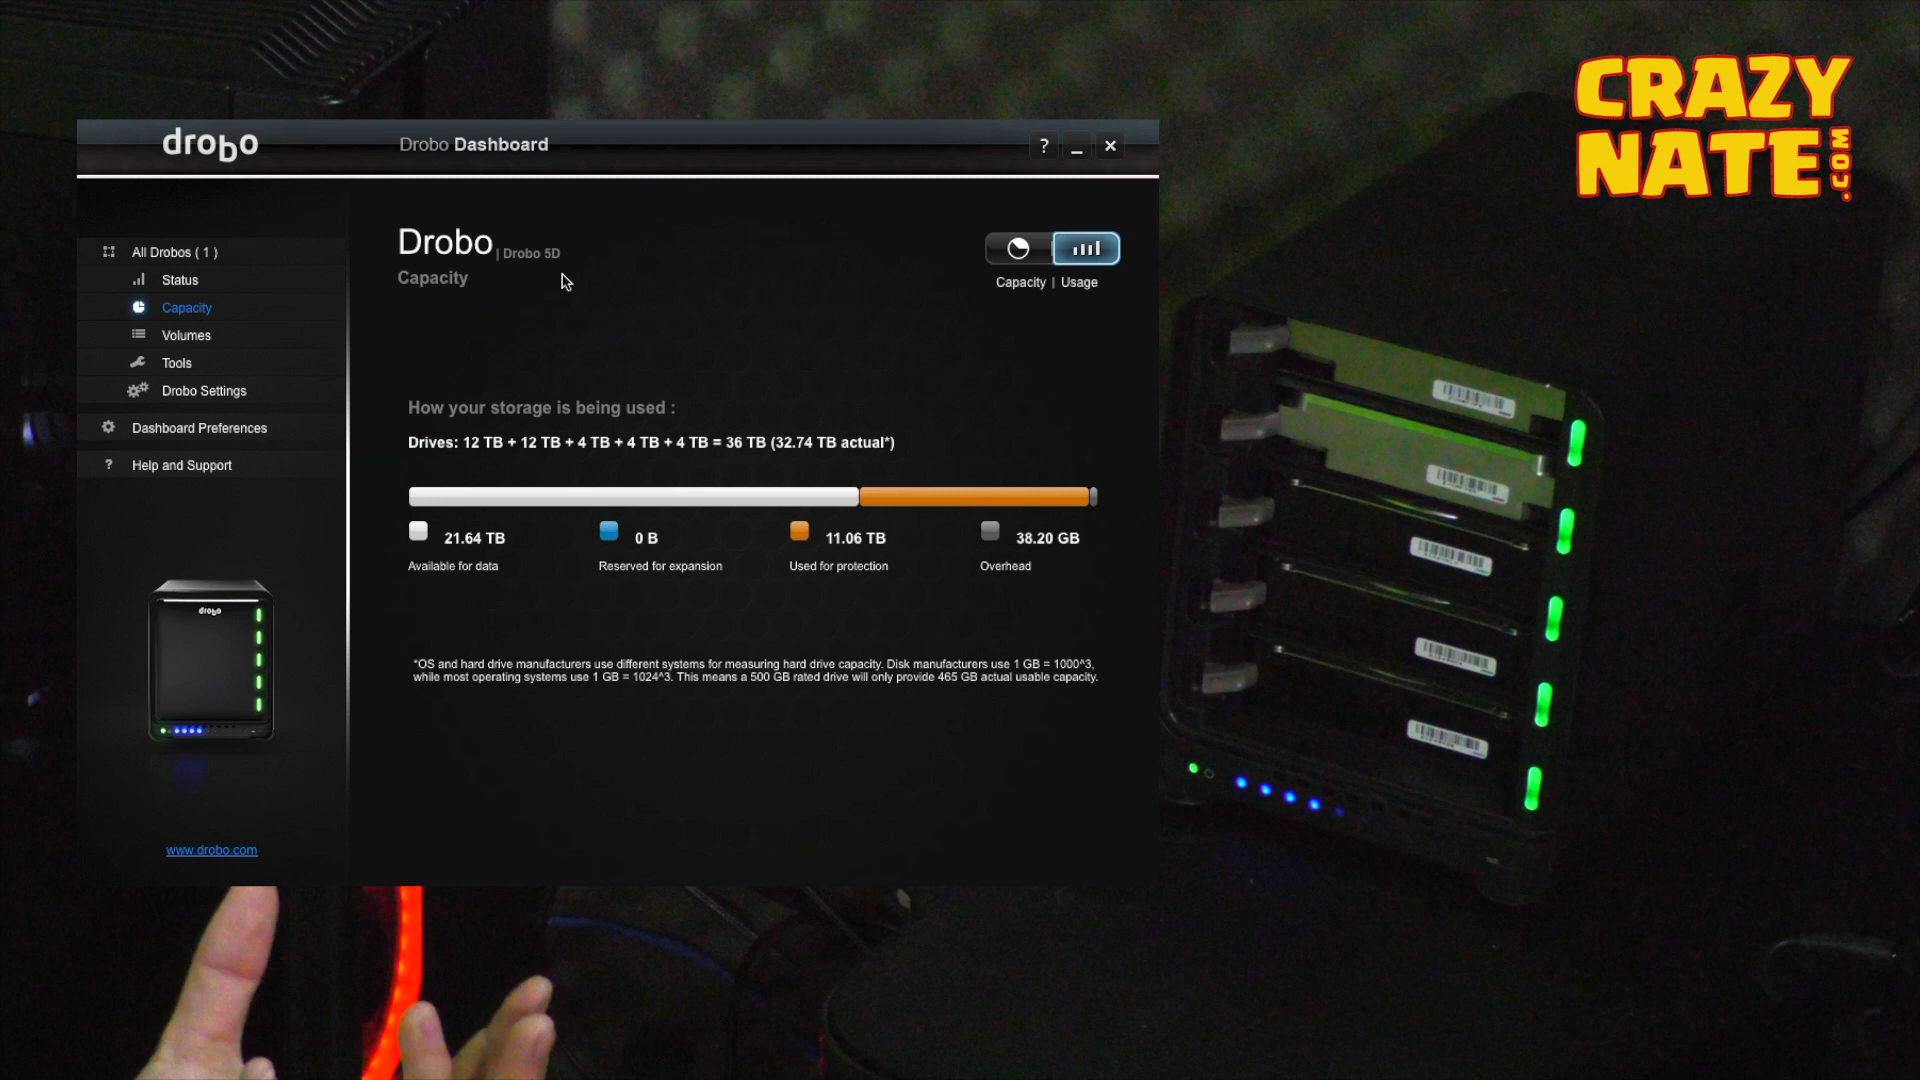 CRAZY
NATE.COM
drobo
Drobo Dashboard
? _ ×
Drobo | Drobo 5D
Capacity
Capacity | Usage
All Drobos ( 1 )
Status
Capacity
Volumes
Tools
Drobo Settings
Dashboard Preferences
? Help and Support
How your storage is being used :
Drives: 12 TB + 12 TB + 4 TB + 4 TB + 4 TB = 36 TB (32.74 TB actual*)
21.64 TB
Available for data
0 B
Reserved for expansion
11.06 TB
Used for protection
38.20 GB
Overhead
*OS and hard drive manufacturers use different systems for measuring hard drive capacity. Disk manufacturers use 1 GB = 1000^3,
while most operating systems use 1 GB = 1024^3. This means a 500 GB rated drive will only provide 465 GB actual usable capacity.
drobo
www.drobo.com